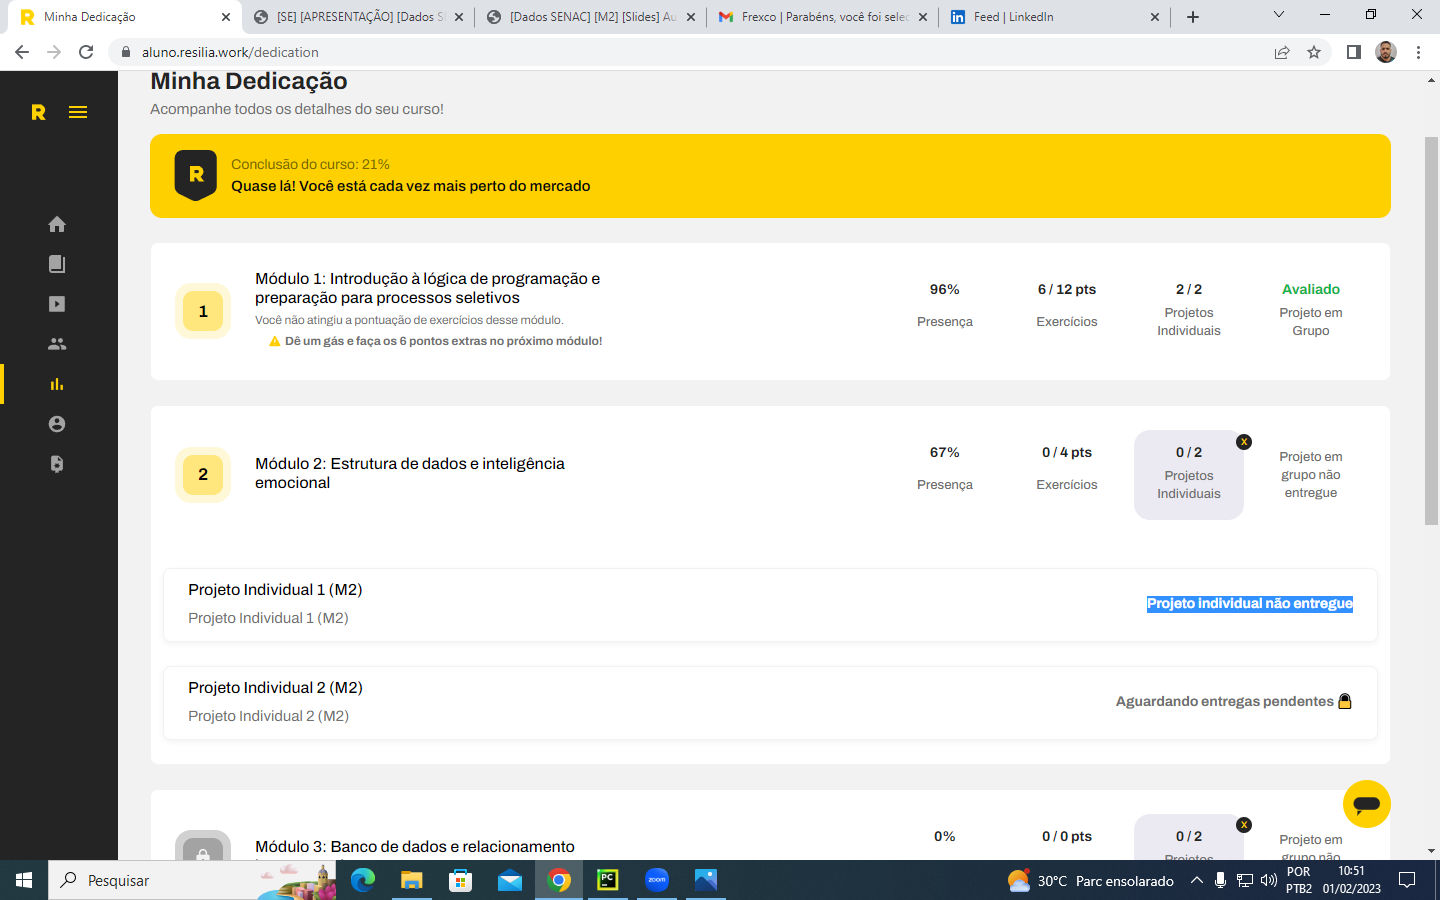 Minha Dedicação
[SE] [APRESENTAÇÃO] [Dados S
[Dados SENAC] [M2] [Slides] Au
Frexco | Parabéns, você foi selec
Feed | LinkedIn
aluno.resilia.work/dedication
R
Minha Dedicação
Acompanhe todos os detalhes do seu curso!
R
Conclusão do curso: 21%
Quase lá! Você está cada vez mais perto do mercado
1
Módulo 1: Introdução à lógica de programação e
preparação para processos seletivos
Você não atingiu a pontuação de exercícios desse módulo.
Dê um gás e faça os 6 pontos extras no próximo módulo!
96%
Presença
6 / 12 pts
Exercícios
2 / 2
Projetos
Individuais
Avaliado
Projeto em
Grupo
2
Módulo 2: Estrutura de dados e inteligência
emocional
67%
Presença
0 / 4 pts
Exercícios
X
0 / 2
Projetos
Individuais
Projeto em
grupo não
entregue
Projeto Individual 1 (M2)
Projeto Individual 1 (M2)
Projeto individual não entregue
Projeto Individual 2 (M2)
Projeto Individual 2 (M2)
Aguardando entregas pendentes
Módulo 3: Banco de dados e relacionamento
0%
0 / 0 pts
X
0 / 2
Projetos
Projeto em
grupo não
Pesquisar
PC
zoom
30°C Parc ensolarado
POR
PTB2
10:51
01/02/2023